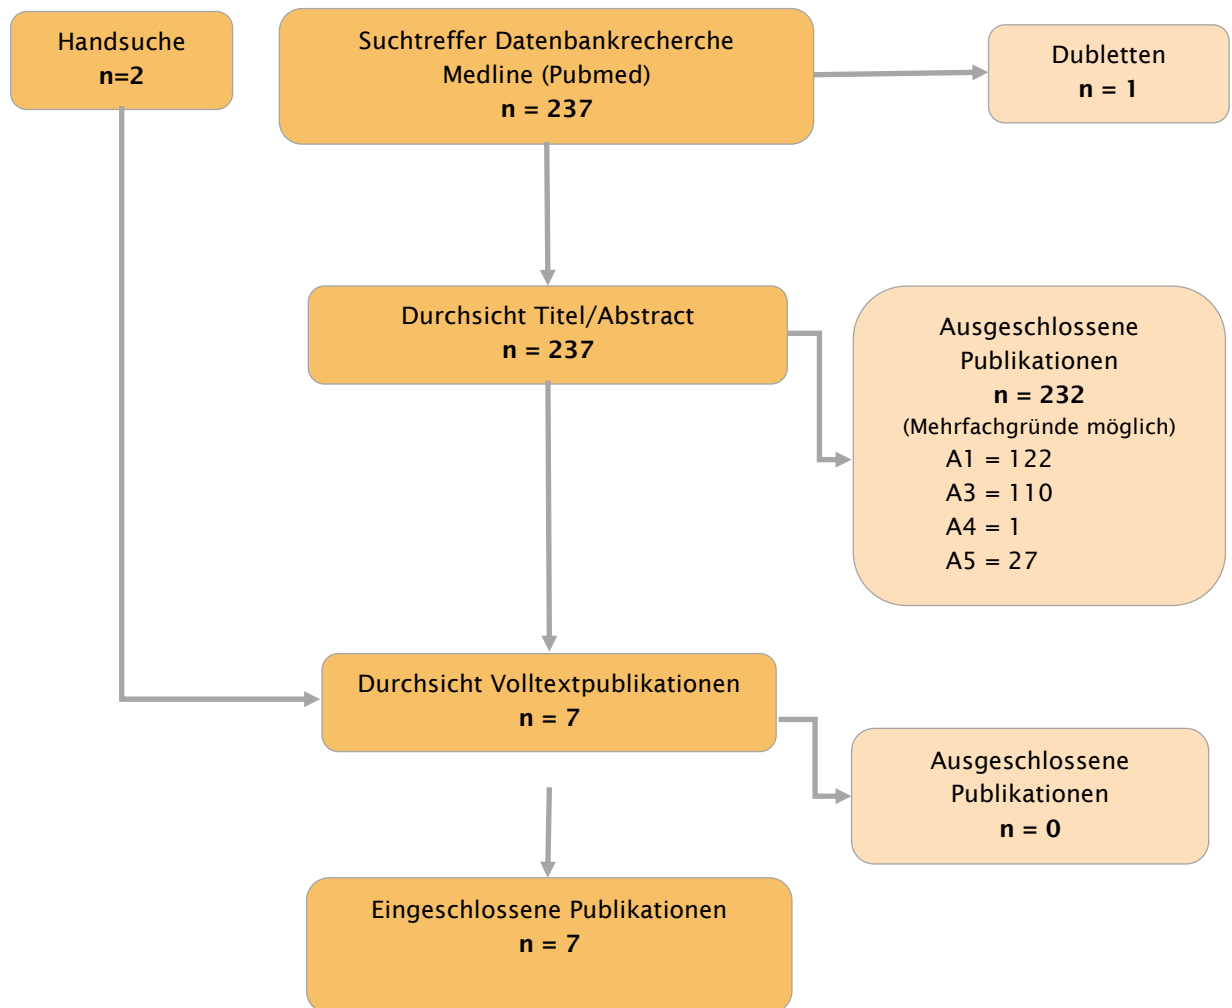 Handsuche
n=2
Suchtreffer Datenbankrecherche
Medline (Pubmed)
n = 237
Dubletten
n = 1
Durchsicht Titel/Abstract
n = 237
Ausgeschlossene
Publikationen
n = 232
(Mehrfachgründe möglich)
A1 = 122
A3 = 110
A4 = 1
A5 = 27
Durchsicht Volltextpublikationen
n = 7
Ausgeschlossene
Publikationen
n = 0
Eingeschlossene Publikationen
n = 7